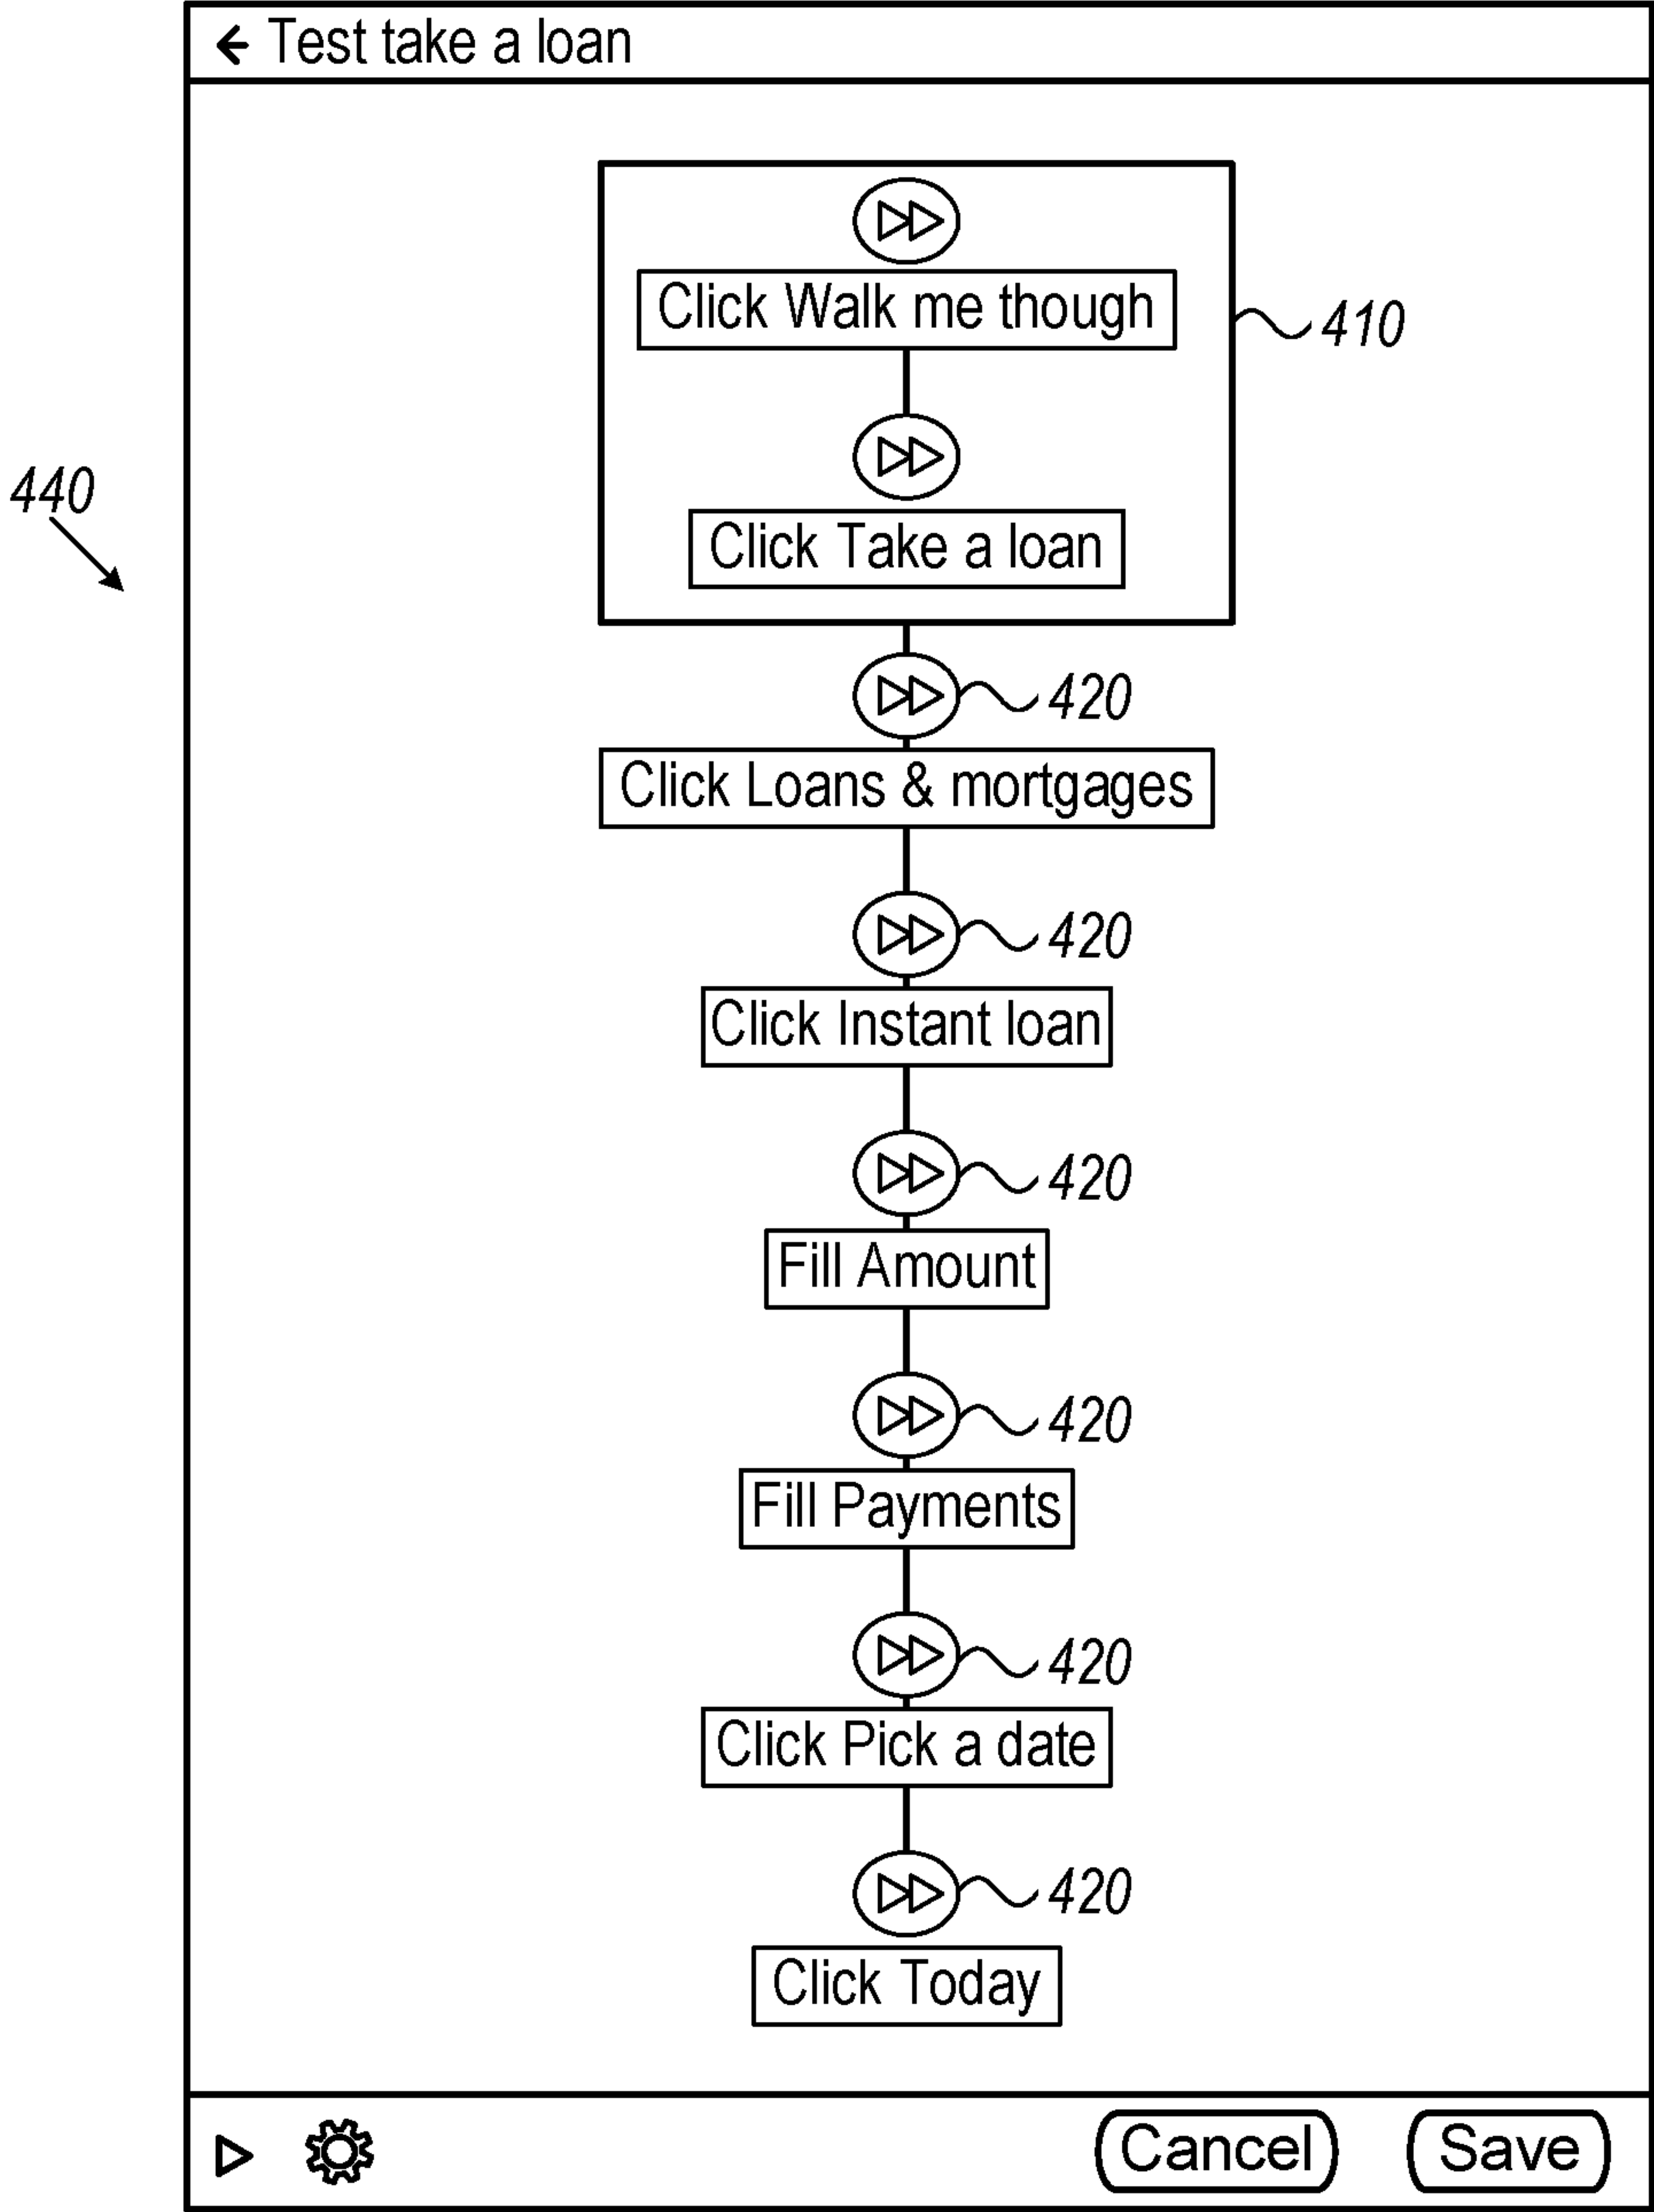 Test take a loan
Click Walk me though
410
440
Click Take a loan
420
Click Loans & mortgages
420
Click Instant loan
420
Fill Amount
420
Fill Payments
420
Click Pick a date
420
Click Today
Cancel Save